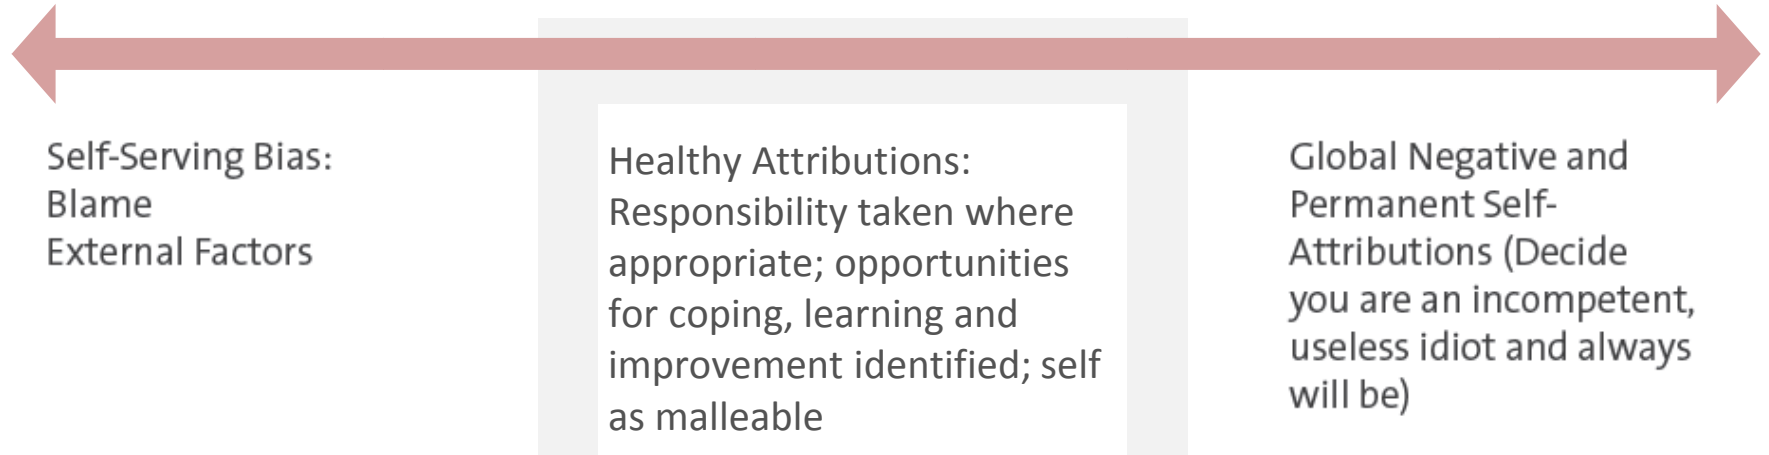 Self-Serving Bias:
Blame
External Factors
Healthy Attributions:
Responsibility taken where
appropriate; opportunities
for coping, learning and
improvement identified; self
as malleable
Global Negative and
Permanent Self-
Attributions (Decide
you are an incompetent,
useless idiot and always
will be)